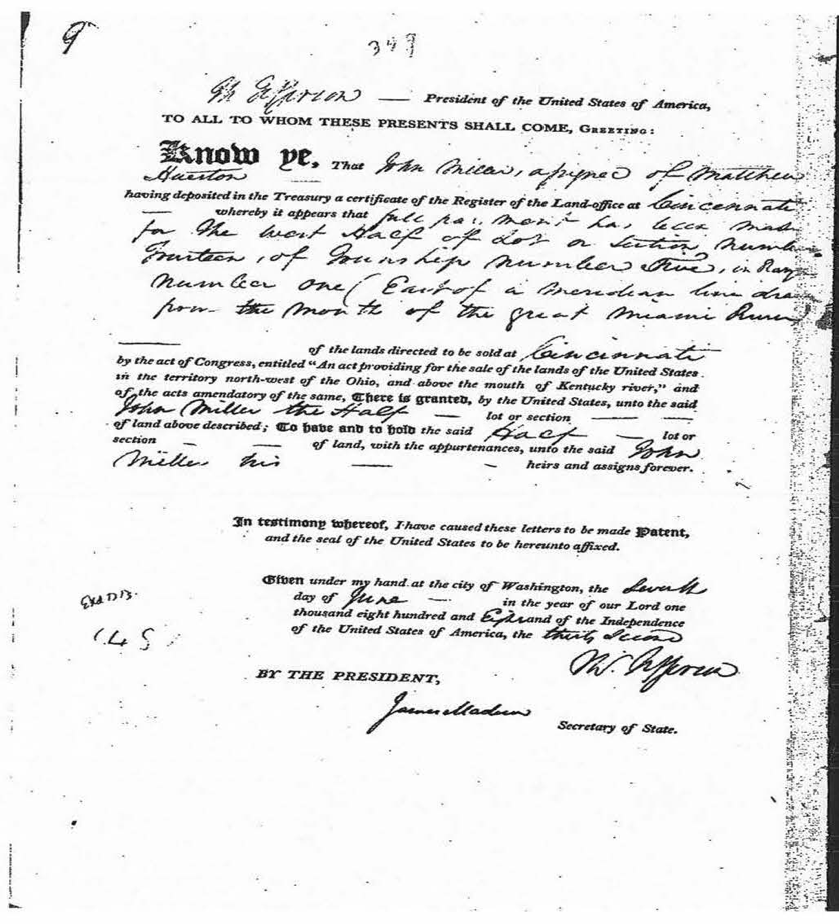 9
349
Th Jefferson — President of the United States of America,
TO ALL TO WHOM THESE PRESENTS SHALL COME, GREETING:
Know ye, That John Miller, assignee of Matthew
Hueston
having deposited in the Treasury a certificate of the Register of the Land-office at Cincinnati
— whereby it appears that full payment has been made
for the West Half of Lot or Section number
fourteen, of Township number Five, in Range
number one (East of a meridian line drawn
from the mouth of the great Miami River
of the lands directed to be sold at Cincinnati
by the act of Congress, entitled "An act providing for the sale of the lands of the United States
in the territory north-west of the Ohio, and above the mouth of Kentucky river," and
of the acts amendatory of the same, There is granted, by the United States, unto the said
John Miller the Half — lot or section —
of land above described; To have and to hold the said Half — lot or
section — — of land, with the appurtenances, unto the said John
Miller his — - heirs and assigns forever.
In testimony whereof, I have caused these letters to be made Patent,
and the seal of the United States to be hereunto affixed.
Given under my hand at the city of Washington, the
day of June — in the year of our Lord one
thousand eight hundred and and of the Independence
of the United States of America, the thirty second
Th. Jefferson
BY THE PRESIDENT,
James Madison
Secretary of State.